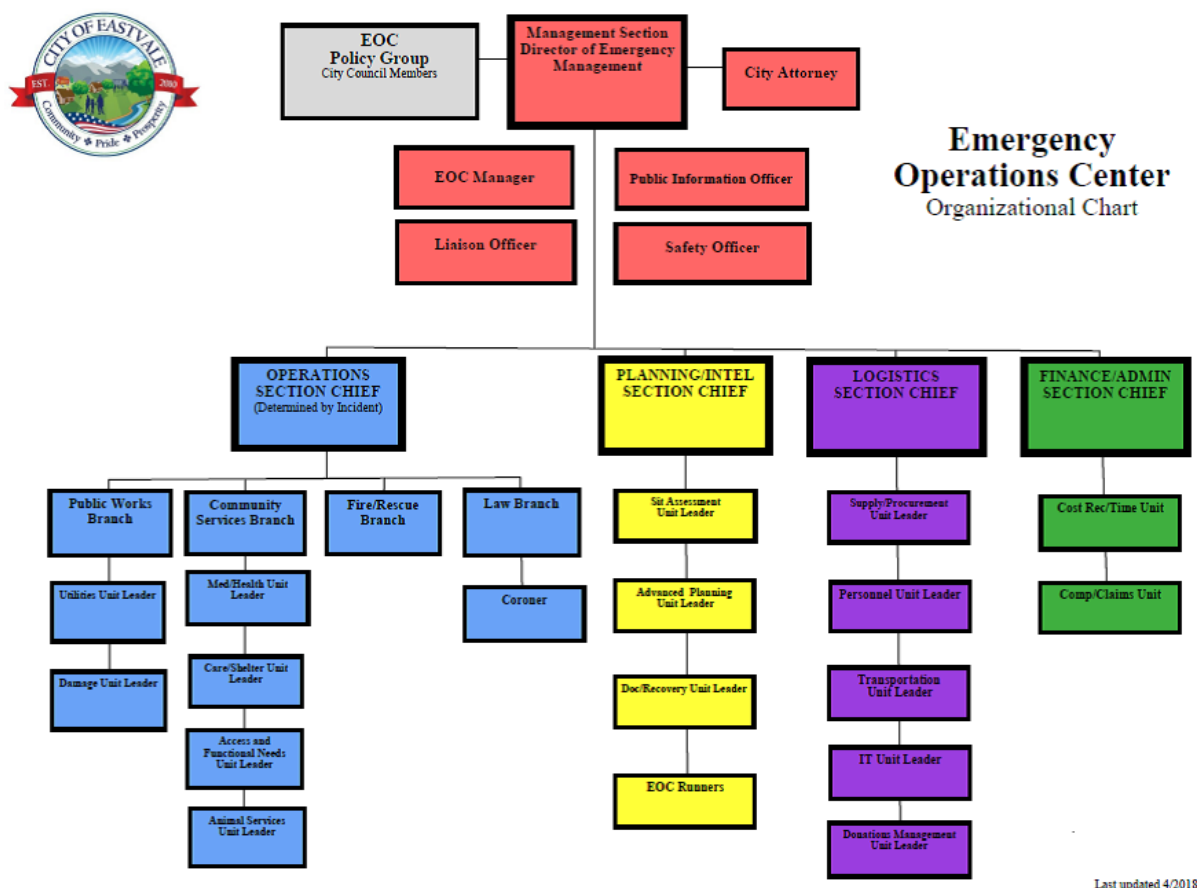 CITY OF EASTVALE
EST.
2010
Community ✦ Pride ✦ Prosperity
EOC
Policy Group
City Council Members
Management Section
Director of Emergency
Management
City Attorney
Emergency
Operations Center
Organizational Chart
EOC Manager
Public Information Officer
Liaison Officer
Safety Officer
OPERATIONS
SECTION CHIEF
(Determined by Incident)
PLANNING/INTEL
SECTION CHIEF
LOGISTICS
SECTION CHIEF
FINANCE/ADMIN
SECTION CHIEF
Public Works
Branch
Community
Services Branch
Fire/Rescue
Branch
Law Branch
Utilities Unit Leader
Damage Unit Leader
Med/Health Unit
Leader
Care/Shelter Unit
Leader
Access and
Functional Needs
Unit Leader
Animal Services
Unit Leader
Coroner
Sit Assessment
Unit Leader
Advanced Planning
Unit Leader
Doc/Recovery Unit Leader
EOC Runners
Supply/Procurement
Unit Leader
Personnel Unit Leader
Transportation
Unit Leader
IT Unit Leader
Donations Management
Unit Leader
Cost Rec/Time Unit
Comp/Claims Unit
Last updated 4/2018